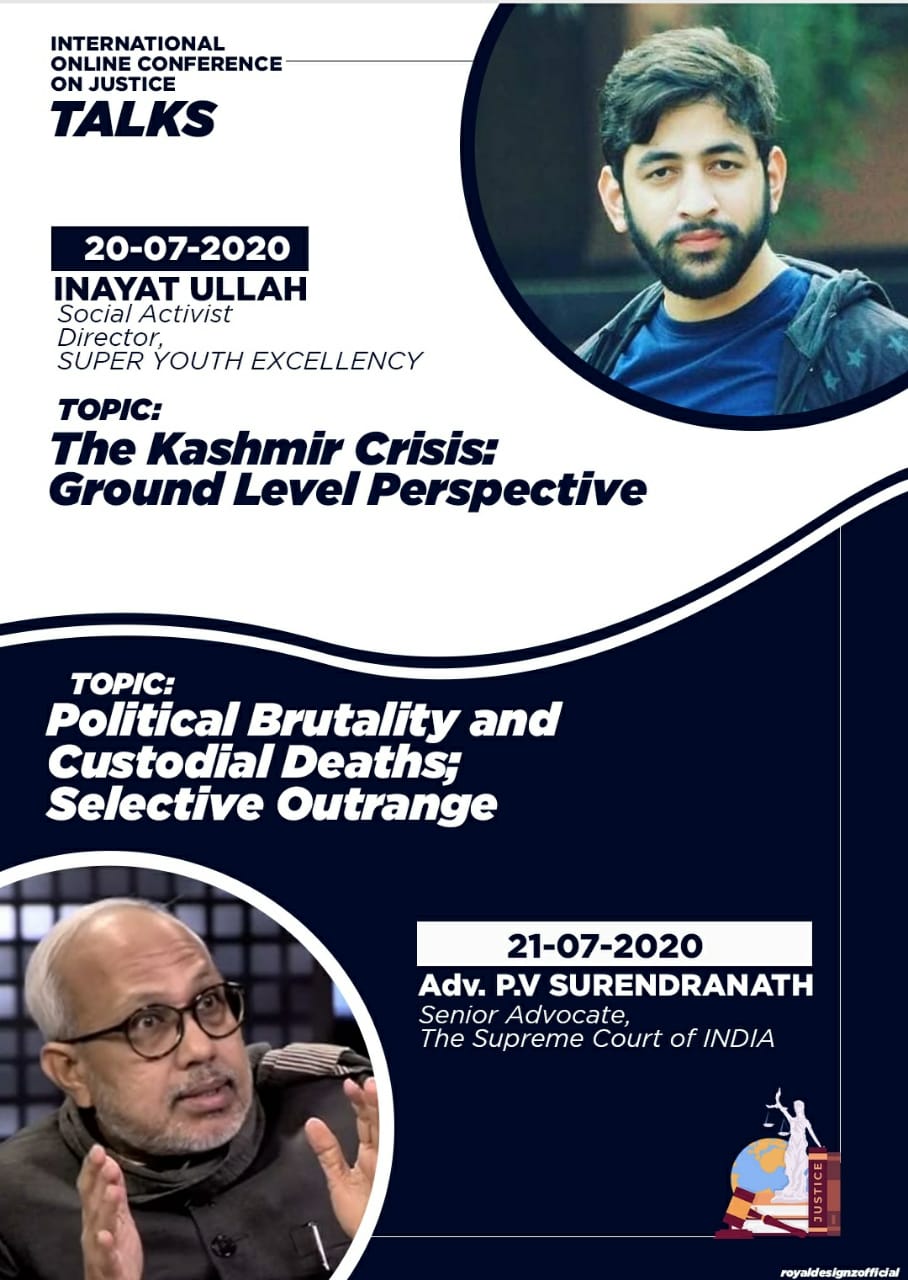 INTERNATIONAL
ONLINE CONFERENCE
ON JUSTICE
TALKS
20-07-2020
INAYAT ULLAH
Social Activist
Director,
SUPER YOUTH EXCELLENCY
TOPIC:
The Kashmir Crisis:
Ground Level Perspective
TOPIC:
Political Brutality and
Custodial Deaths;
Selective Outrange
21-07-2020
Adv. P.V SURENDRANATH
Senior Advocate,
The Supreme Court of INDIA
JUSTICE
royaldesignzofficial